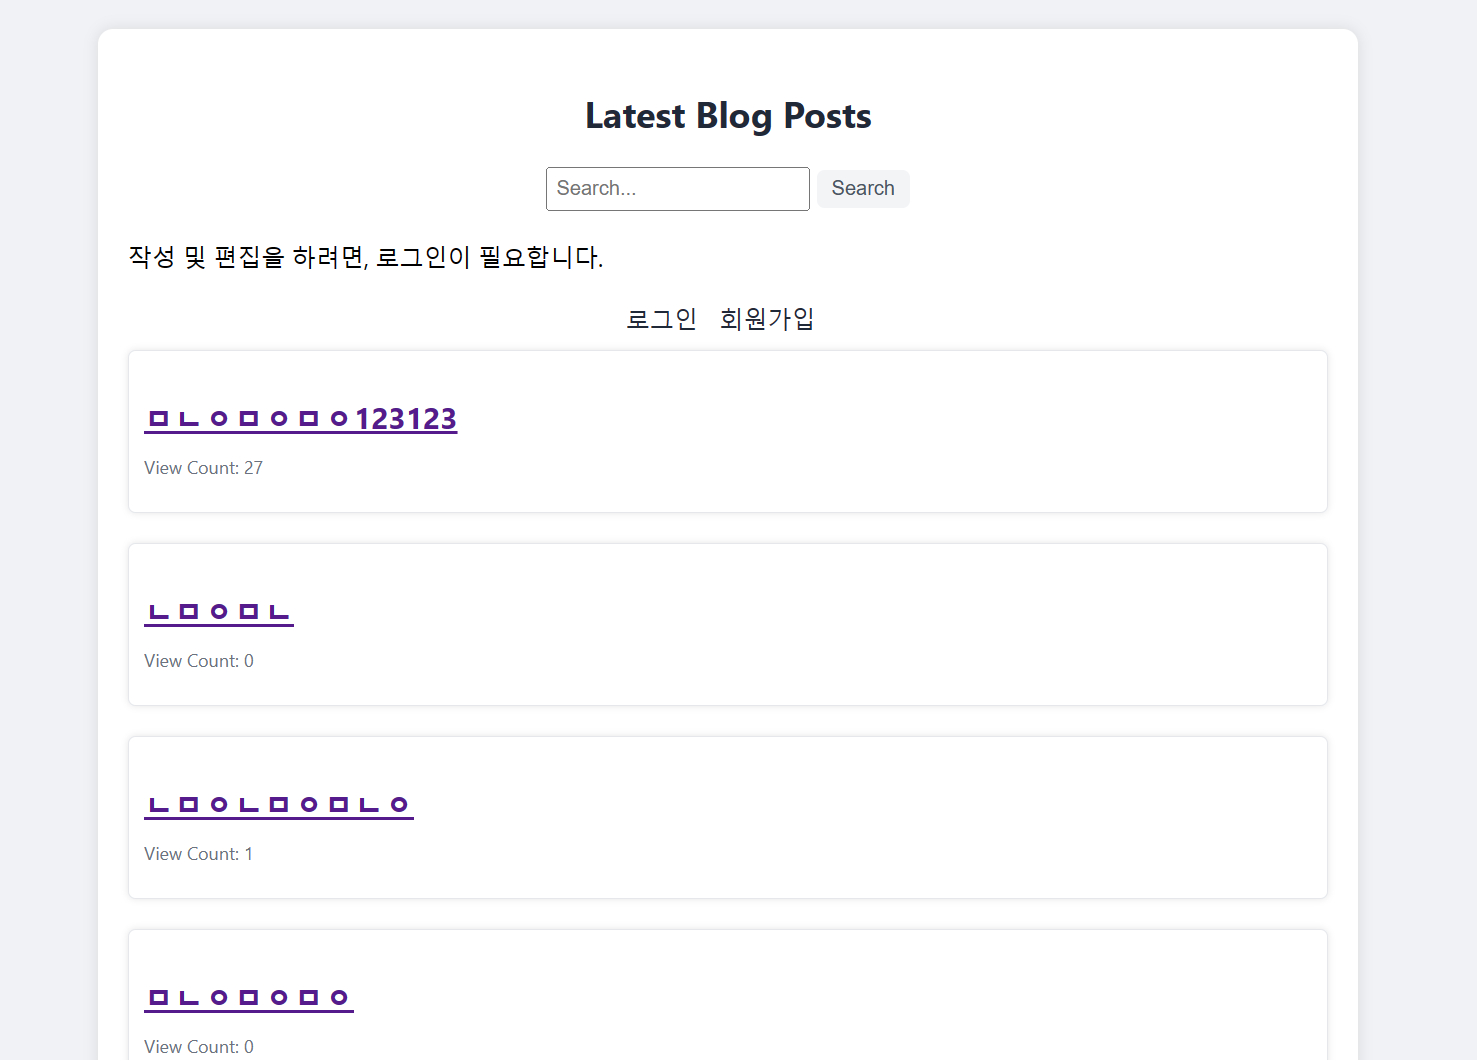 Latest Blog Posts
Search... Search
작성 및 편집을 하려면, 로그인이 필요합니다.
로그인 회원가입
ㅁㄴㅇㅁㅇㅁㅇ123123
View Count: 27
ㄴㅁㅇㅁㄴ
View Count: 0
ㄴㅁㅇㄴㅁㅇㅁㄴㅇ
View Count: 1
ㅁㄴㅇㅁㅇㅁㅇ
View Count: 0